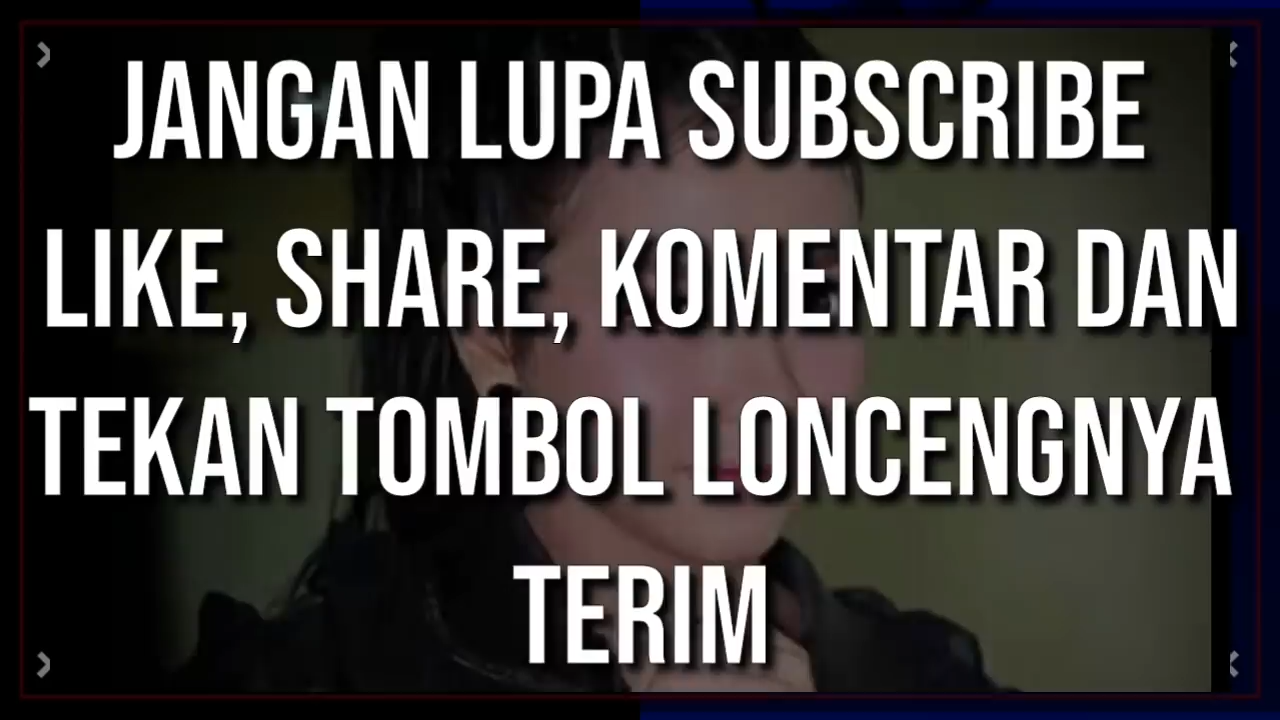 JANGAN LUPA SUBSCRIBE
LIKE, SHARE, KOMENTAR DAN
TEKAN TOMBOL LONCENGNYA
TERIM